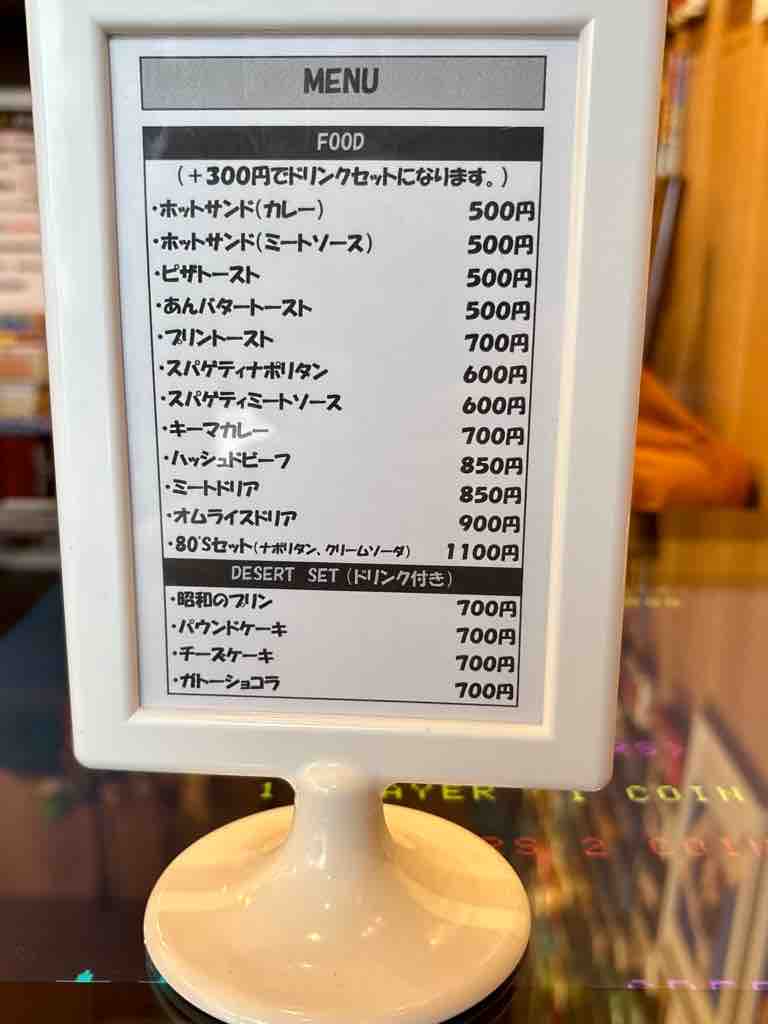 MENU
FOOD
(+300円でドリンクセットになります。)
・ホットサンド(カレー) 500円
・ホットサンド(ミートソース) 500円
・ピザトースト 500円
・あんバタートースト 500円
・プリントースト 700円
・スパゲティナポリタン 600円
・スパゲティミートソース 600円
・キーマカレー 700円
・ハッシュドビーフ 850円
・ミートドリア 850円
・オムライスドリア 900円
・80'Sセット(ナポリタン、クリームソーダ) 1100円
DESERT SET (ドリンク付き)
・昭和のプリン 700円
・パウンドケーキ 700円
・チーズケーキ 700円
・ガトーショコラ 700円
1 COIN
2 COIN